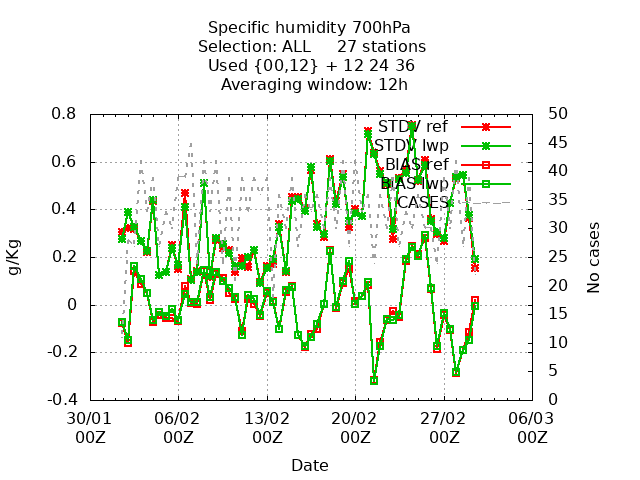 Specific humidity 700hPa
Selection: ALL 27 stations
Used {00,12} + 12 24 36
Averaging window: 12h
STDV ref
STDV lwp
BIAS ref
BIAS lwp
CASES
0.8
0.6
0.4
0.2
0
-0.2
-0.4
50
45
40
35
30
25
20
15
10
5
0
g/Kg
No cases
30/01 06/02 13/02 20/02 27/02 06/03
00Z 00Z 00Z 00Z 00Z 00Z
Date